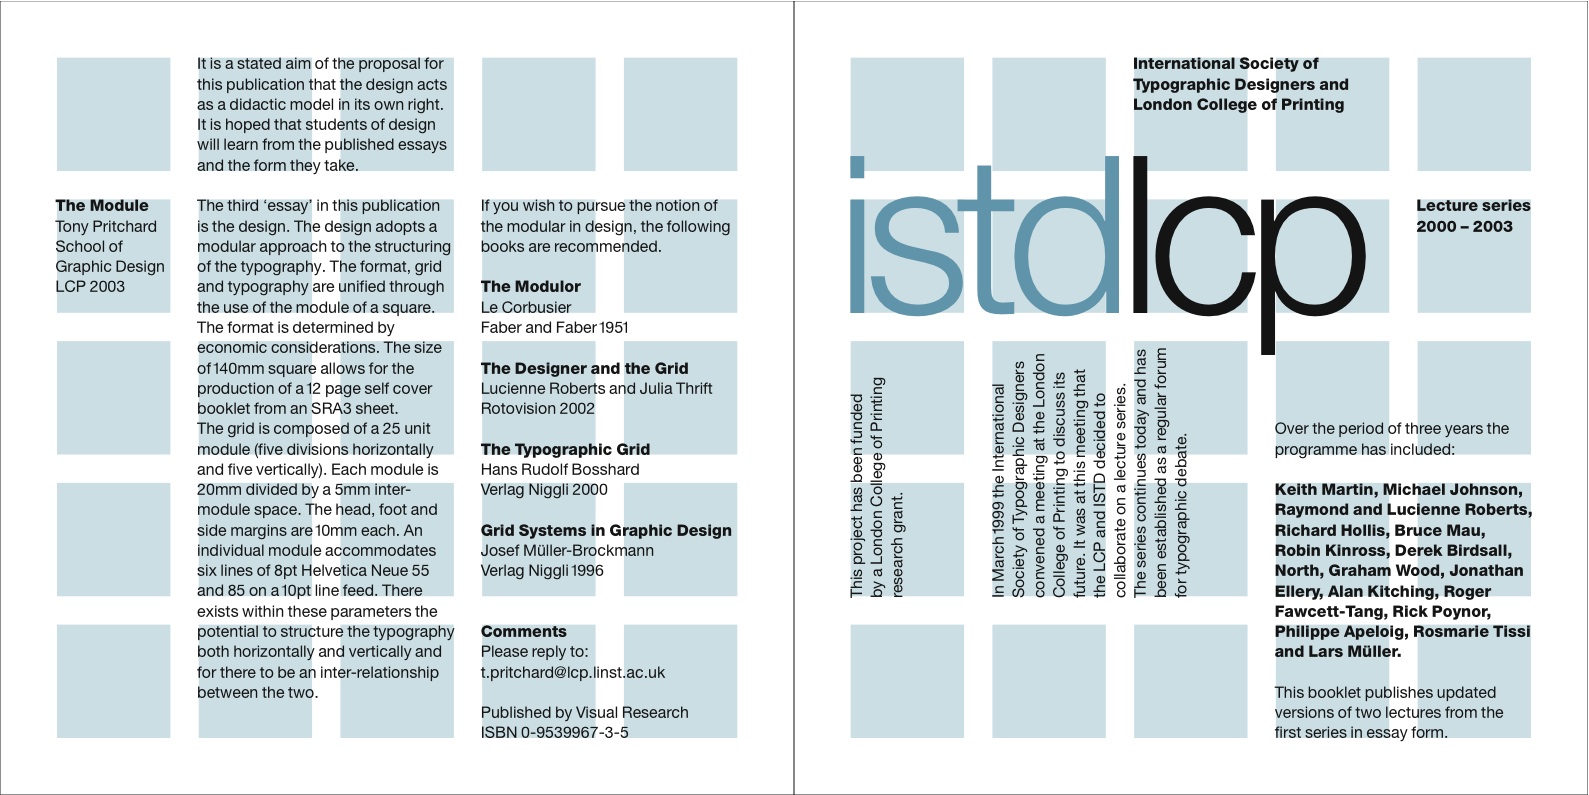 It is a stated aim of the proposal for
this publication that the design acts
as a didactic model in its own right.
It is hoped that students of design
will learn from the published essays
and the form they take.
The Module
Tony Pritchard
School of
Graphic Design
LCP 2003
The third ‘essay’ in this publication
is the design. The design adopts a
modular approach to the structuring
of the typography. The format, grid
and typography are unified through
the use of the module of a square.
The format is determined by
economic considerations. The size
of 140mm square allows for the
production of a 12 page self cover
booklet from an SRA3 sheet.
The grid is composed of a 25 unit
module (five divisions horizontally
and five vertically). Each module is
20mm divided by a 5mm inter-
module space. The head, foot and
side margins are 10mm each. An
individual module accommodates
six lines of 8pt Helvetica Neue 55
and 85 on a 10pt line feed. There
exists within these parameters the
potential to structure the typography
both horizontally and vertically and
for there to be an inter-relationship
between the two.
If you wish to pursue the notion of
the modular in design, the following
books are recommended.
The Modulor
Le Corbusier
Faber and Faber 1951
The Designer and the Grid
Lucienne Roberts and Julia Thrift
Rotovision 2002
The Typographic Grid
Hans Rudolf Bosshard
Verlag Niggli 2000
Grid Systems in Graphic Design
Josef Müller-Brockmann
Verlag Niggli 1996
Comments
Please reply to:
t.pritchard@lcp.linst.ac.uk
Published by Visual Research
ISBN 0-9539967-3-5
International Society of
Typographic Designers and
London College of Printing
istdlcp
Lecture series
2000 – 2003
This project has been funded
by a London College of Printing
research grant.
In March 1999 the International
Society of Typographic Designers
convened a meeting at the London
College of Printing to discuss its
future. It was at this meeting that
the LCP and ISTD decided to
collaborate on a lecture series.
The series continues today and has
been established as a regular forum
for typographic debate.
Over the period of three years the
programme has included:
Keith Martin, Michael Johnson,
Raymond and Lucienne Roberts,
Richard Hollis, Bruce Mau,
Robin Kinross, Derek Birdsall,
North, Graham Wood, Jonathan
Ellery, Alan Kitching, Roger
Fawcett-Tang, Rick Poynor,
Philippe Apeloig, Rosmarie Tissi
and Lars Müller.
This booklet publishes updated
versions of two lectures from the
first series in essay form.